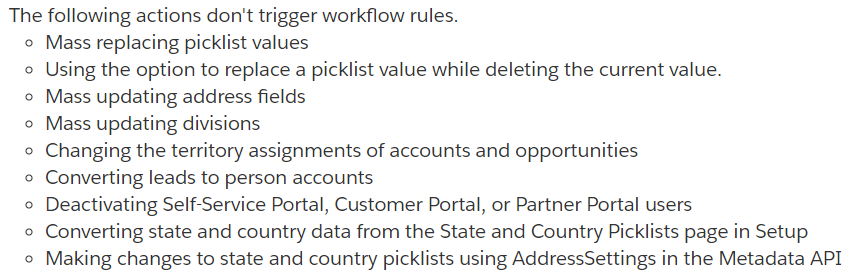 The following actions don't trigger workflow rules.
Mass replacing picklist values
Using the option to replace a picklist value while deleting the current value.
Mass updating address fields
Mass updating divisions
Changing the territory assignments of accounts and opportunities
Converting leads to person accounts
Deactivating Self-Service Portal, Customer Portal, or Partner Portal users
Converting state and country data from the State and Country Picklists page in Setup
Making changes to state and country picklists using AddressSettings in the Metadata API